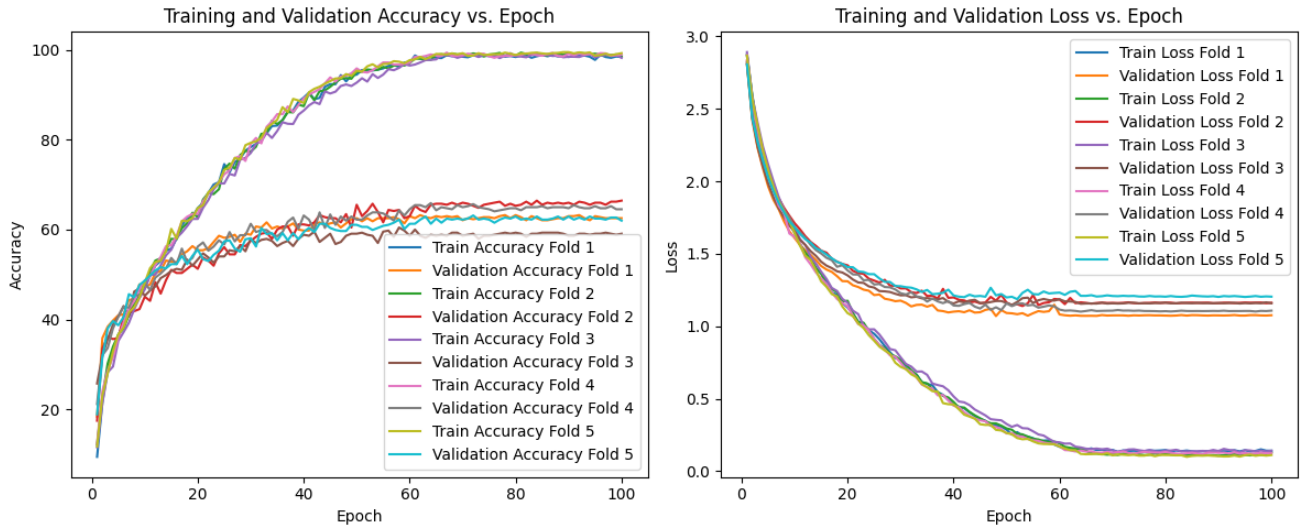 Training and Validation Accuracy vs. Epoch
100
80
60
40
20
Accuracy
0
20
40
60
80
100
Epoch
Train Accuracy Fold 1
Validation Accuracy Fold 1
Train Accuracy Fold 2
Validation Accuracy Fold 2
Train Accuracy Fold 3
Validation Accuracy Fold 3
Train Accuracy Fold 4
Validation Accuracy Fold 4
Train Accuracy Fold 5
Validation Accuracy Fold 5
Training and Validation Loss vs. Epoch
3.0
2.5
2.0
1.5
1.0
0.5
0.0
Loss
0
20
40
60
80
100
Epoch
Train Loss Fold 1
Validation Loss Fold 1
Train Loss Fold 2
Validation Loss Fold 2
Train Loss Fold 3
Validation Loss Fold 3
Train Loss Fold 4
Validation Loss Fold 4
Train Loss Fold 5
Validation Loss Fold 5